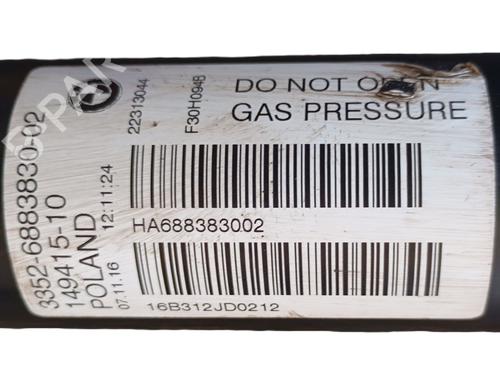 3352-6883830-02
149415-10
POLAND
07.11.16 12:11:24
22313044
F30H094B
DO NOT OPEN
GAS PRESSURE
HA688383002
16B312JD0212